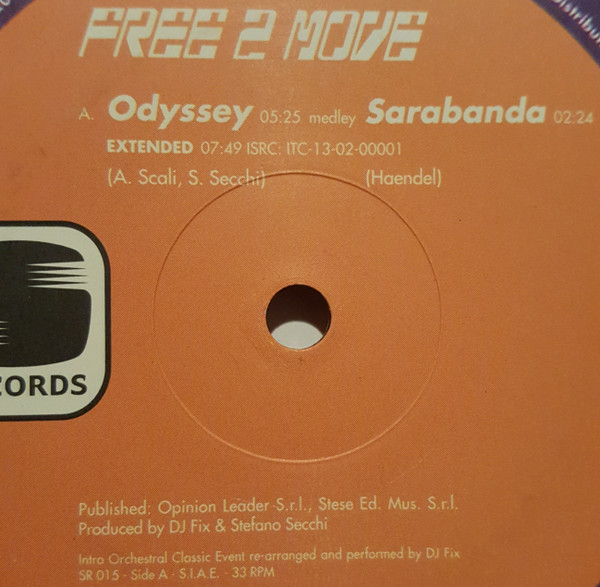 FREE 2 MOVE
A. Odyssey 05:25 medley Sarabanda 02:24
EXTENDED 07:49 ISRC: ITC-13-02-00001
(A. Scali, S. Secchi) (Haendel)
Published: Opinion Leader S.r.l., Stese Ed. Mus. S.r.l.
Produced by DJ Fix & Stefano Secchi
Intro Orchestral Classic Event re-arranged and performed by DJ Fix
SR 015 - Side A - S.I.A.E. - 33 RPM